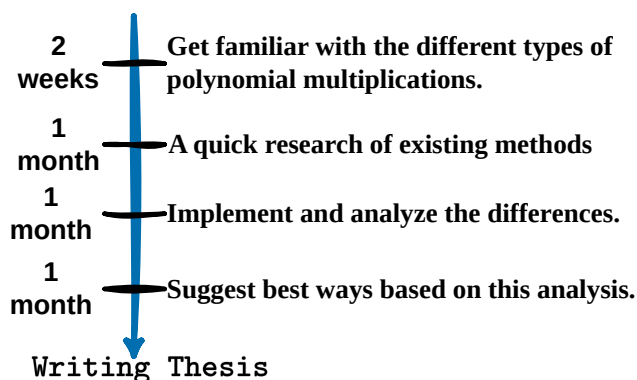 2
weeks
Get familiar with the different types of
polynomial multiplications.
1
month
A quick research of existing methods
1
month
Implement and analyze the differences.
1
month
Suggest best ways based on this analysis.
Writing Thesis